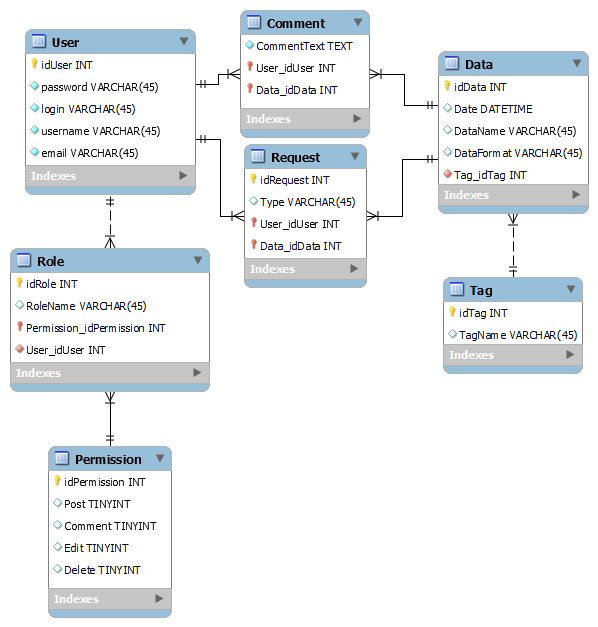 User
idUser INT
password VARCHAR(45)
login VARCHAR(45)
username VARCHAR(45)
email VARCHAR(45)
Indexes
Comment
CommentText TEXT
User_idUser INT
Data_idData INT
Indexes
Data
idData INT
Date DATETIME
DataName VARCHAR(45)
DataFormat VARCHAR(45)
Tag_idTag INT
Indexes
Request
idRequest INT
Type VARCHAR(45)
User_idUser INT
Data_idData INT
Indexes
Role
idRole INT
RoleName VARCHAR(45)
Permission_idPermission INT
User_idUser INT
Indexes
Tag
idTag INT
TagName VARCHAR(45)
Indexes
Permission
idPermission INT
Post TINYINT
Comment TINYINT
Edit TINYINT
Delete TINYINT
Indexes